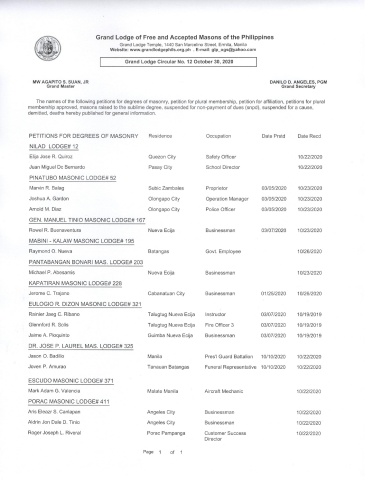 Grand Lodge of Free and Accepted Masons of the Philippines
Grand Lodge Temple, 1440 San Marcelino Street, Ermita, Manila
Website: www.grandlodgephils.org.ph E-mail: glp_ogs@yahoo.com
Grand Lodge Circular No. 12 October 30, 2020
MW AGAPITO S. SUAN, JR DANILO D. ANGELES, PGM
Grand Master Grand Secretary
The names of the following petitions for degrees of masonry, petition for plural membership, petition for affiliation, petitions for plural
membership approved, masons raised to the sublime degree, suspended for non-payment of dues (snpd), suspended for a cause,
demitted, deaths hereby published for general information.
PETITIONS FOR DEGREES OF MASONRY Residence Occupation Date Prntd Date Recd
NILAD LODGE# 12
Elija Jose R. Quiroz Quezon City Safety Officer 10/22/2020
Juan Miguel Do Bernardo Pasay City School Director 10/22/2020
PINATUBO MASONIC LODGE# 52
Marvin R. Balag Subic Zambales Proprietor 03/05/2020 10/23/2020
Joshua A. Gardon Olongapo City Operation Manager 03/05/2020 10/23/2020
Arnold M. Diaz Olongapo City Police Officer 03/05/2020 10/23/2020
GEN. MANUEL TINIO MASONIC LODGE# 167
Rowel R. Buenaventura Nueva Ecija Businessman 03/07/2020 10/23/2020
MABINI - KALAW MASONIC LODGE# 195
Raymond O. Nueva Batangas Govt. Employee 10/26/2020
PANTABANGAN BONARI MAS. LODGE# 203
Michael P. Abesamis Nueva Ecija Businessman 10/23/2020
KAPATIRAN MASONIC LODGE# 228
Jerome C. Trajano Cabanatuan City Businessman 01/25/2020 10/26/2020
EULOGIO R. DIZON MASONIC LODGE# 321
Rainier Joeg C. Ribano Talugtug Nueva Ecija Instructor 03/07/2020 10/19/2019
Glennford R. Solis Talugtug Nueva Ecija Fire Officer 3 03/07/2020 10/19/2019
Jaime A. Pioquinto Guimba Nueva Ecija Businessman 03/07/2020 10/19/2019
DR. JOSE P. LAUREL MAS. LODGE# 325
Jason O. Badillo Manila Pres'l Guard Battalion 10/10/2020 10/22/2020
Joven P. Amurao Tanauan Batangas Funeral Representative 10/10/2020 10/22/2020
ESCUDO MASONIC LODGE# 371
Mark Adam G. Valencia Malate Manila Aircraft Mechanic 10/22/2020
PORAC MASONIC LODGE# 411
Aris Eleazr S. Canlapan Angeles City Businessman 10/22/2020
Aldrin Jon Dale D. Tinio Angeles City Businessman 10/22/2020
Roger Joseph L. Riveral Porac Pampanga Customer Success 10/22/2020
Director
Page 1 of 1